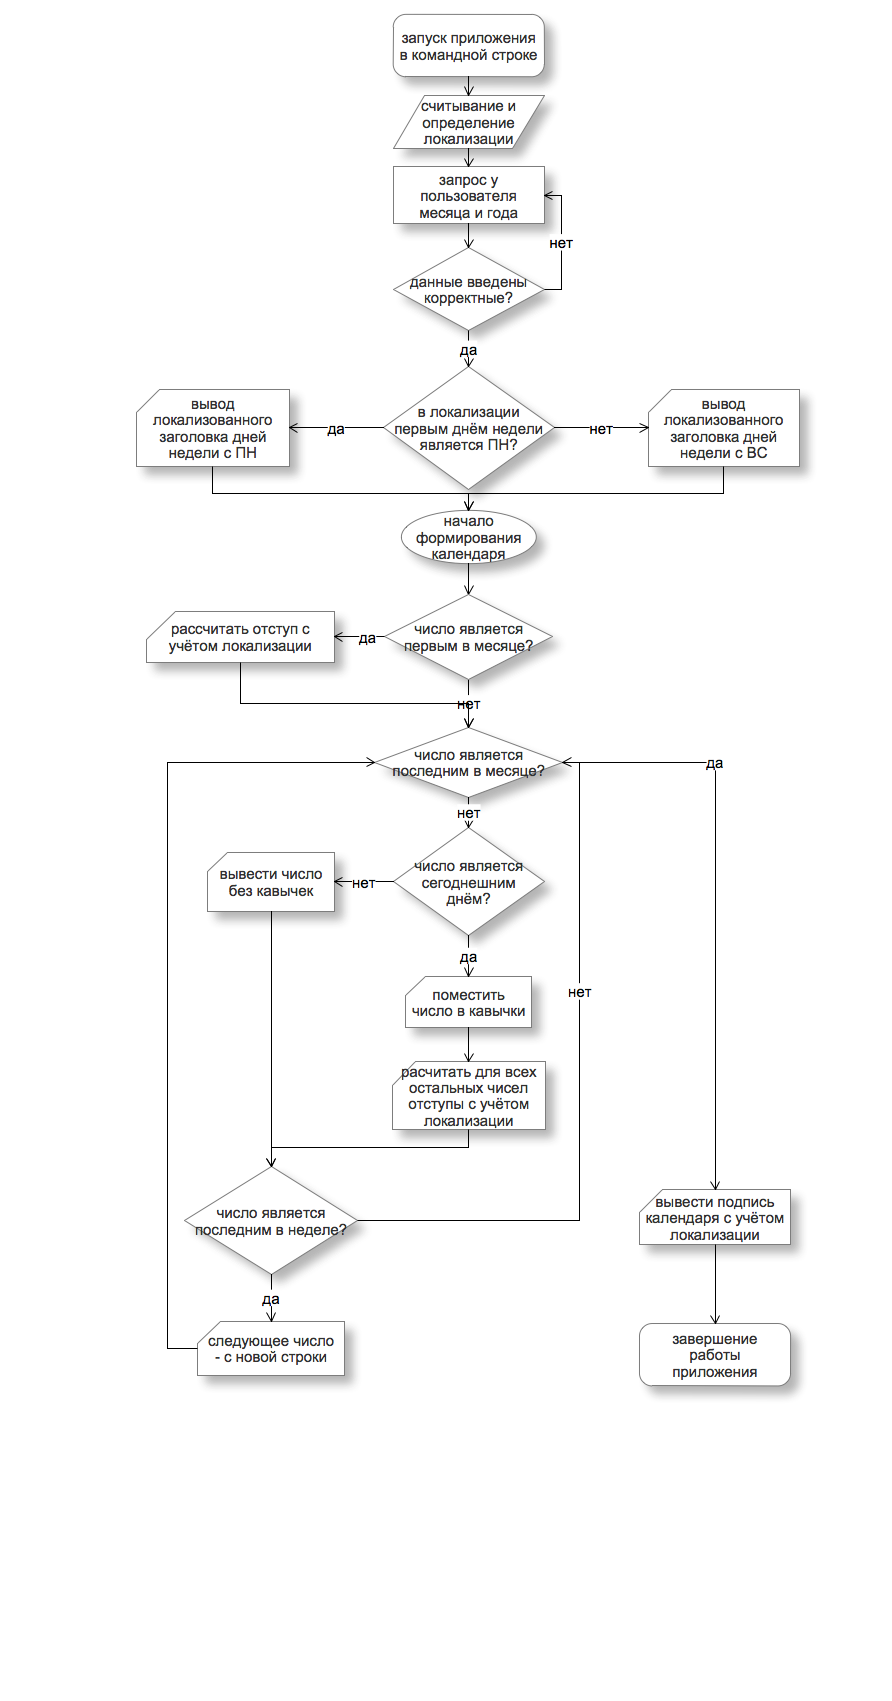 запуск приложения
в командной строке
считывание и
определение
локализации
запрос у
пользователя
месяца и года
нет
данные введены
корректные?
да
вывод
локализованного
заголовка дней
недели с ПН
да
в локализации
первым днём недели
является ПН?
нет
вывод
локализованного
заголовка дней
недели с ВС
начало
формирования
календаря
рассчитать отступ с
учётом локализации
да
число является
первым в месяце?
нет
число является
последним в месяце?
да
нет
вывести число
без кавычек
нет
число является
сегоднешним
днём?
да
нет
поместить
число в кавычки
расчитать для всех
остальных чисел
отступы с учётом
локализации
число является
последним в неделе?
вывести подпись
календаря с учётом
локализации
да
следующее число
- с новой строки
завершение
работы
приложения